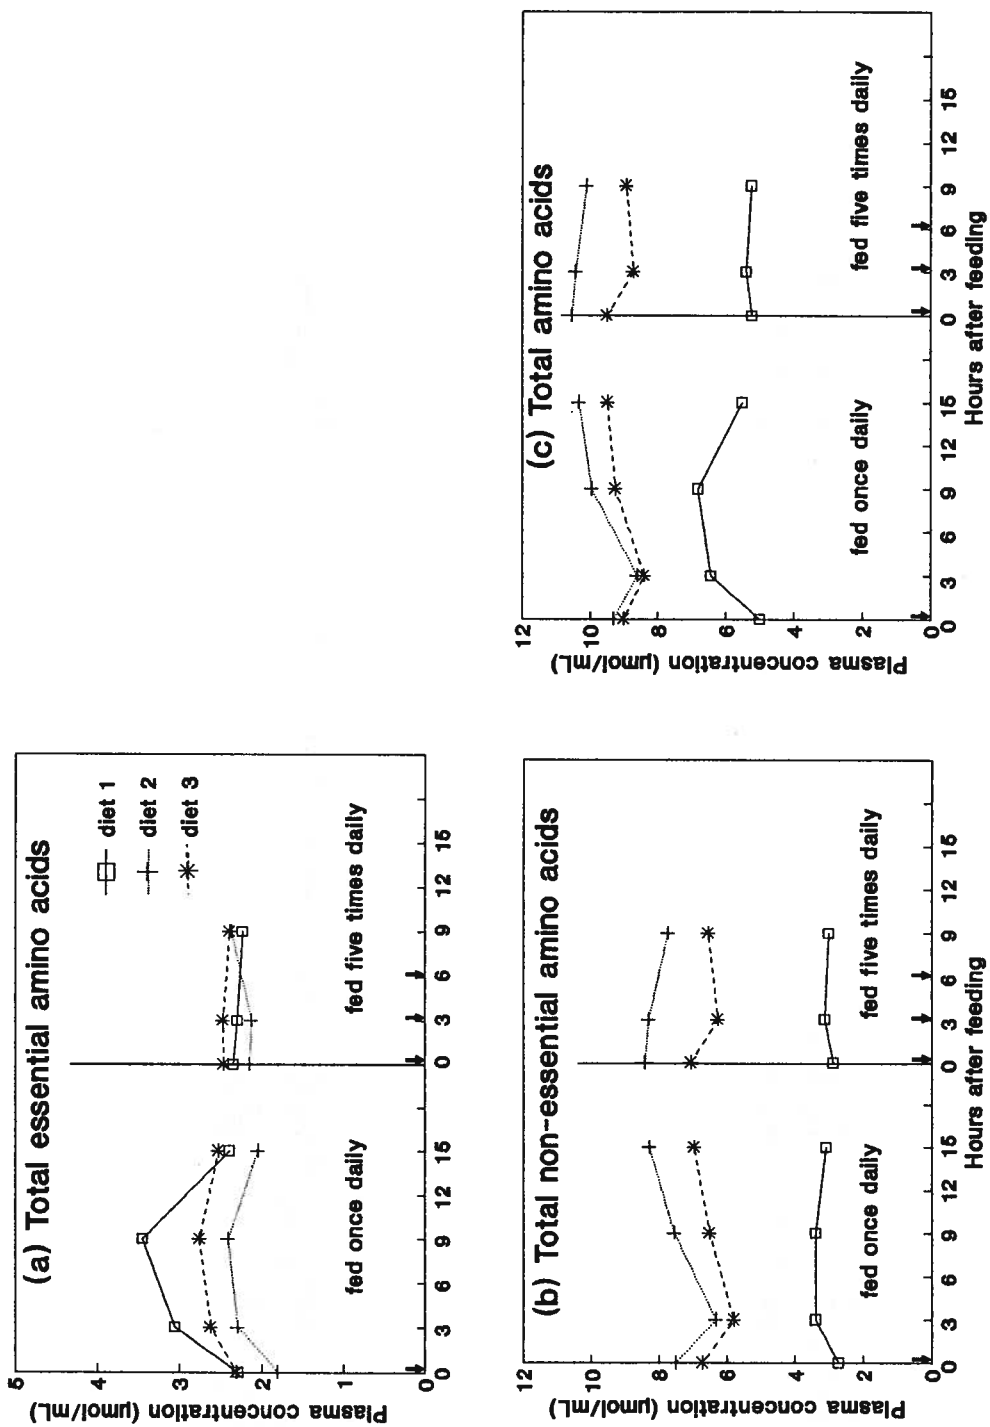 (a) Total essential amino acids
Plasma concentration (μmol/mL)
5
4
3
2
1
0
diet 1
diet 2
diet 3
fed once daily
fed five times daily
0 3 6 9 12 15 0 3 6 9 12 15
(b) Total non-essential amino acids
Plasma concentration (μmol/mL)
10
8
6
4
2
0
fed once daily
fed five times daily
0 3 6 9 12 15 0 3 6 9 12 15
Hours after feeding
(c) Total amino acids
Plasma concentration (μmol/mL)
12
10
8
6
4
2
0
fed once daily
fed five times daily
0 3 6 9 12 15 0 3 6 9 12 15
Hours after feeding